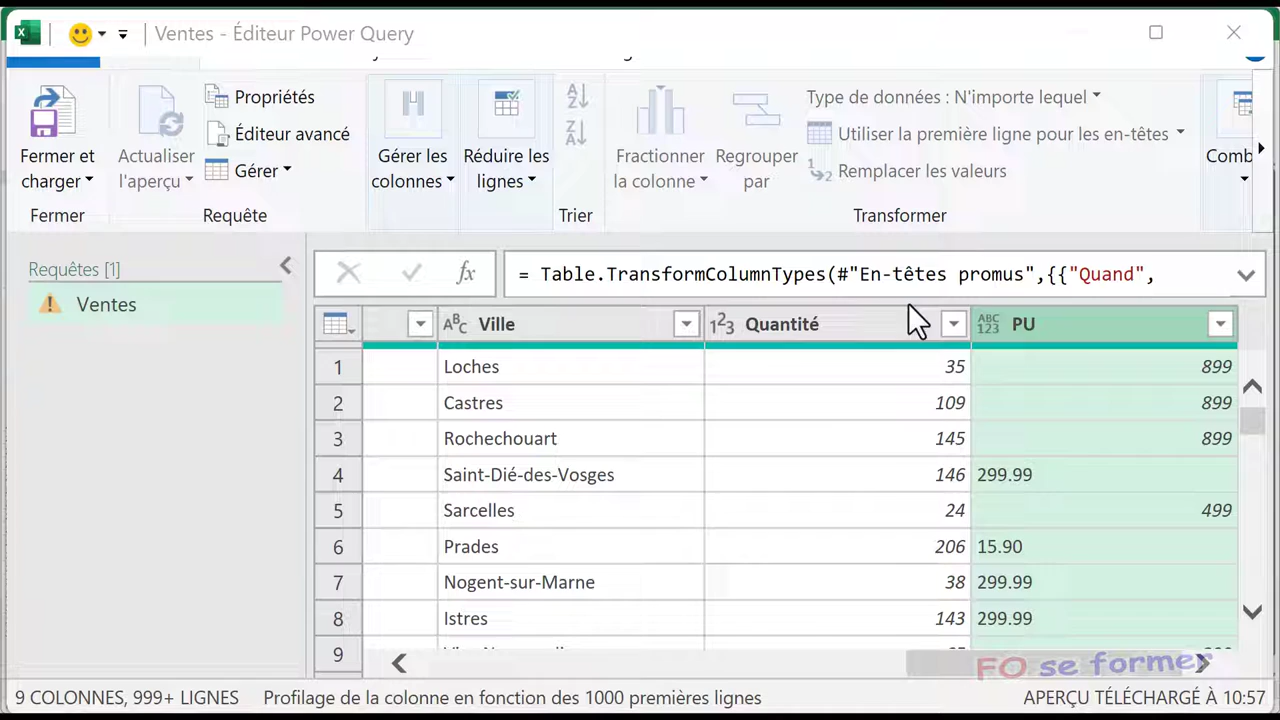 Ventes - Éditeur Power Query
Propriétés
Éditeur avancé
Gérer
Fermer et charger
Actualiser l'aperçu
Gérer les colonnes
Réduire les lignes
Fractionner la colonne
Regrouper par
Type de données : N'importe lequel
Utiliser la première ligne pour les en-têtes
Remplacer les valeurs
Comb
Fermer
Requête
Trier
Transformer
Requêtes [1]
Ventes
fx
= Table.TransformColumnTypes(#"En-têtes promus",{{"Quand",
ABC Ville
123 Quantité
ABC 123 PU
1 Loches 35 899
2 Castres 109 899
3 Rochechouart 145 899
4 Saint-Dié-des-Vosges 146 299.99
5 Sarcelles 24 499
6 Prades 206 15.90
7 Nogent-sur-Marne 38 299.99
8 Istres 143 299.99
9
FO se former
9 COLONNES, 999+ LIGNES
Profilage de la colonne en fonction des 1000 premières lignes
APERÇU TÉLÉCHARGÉ À 10:57